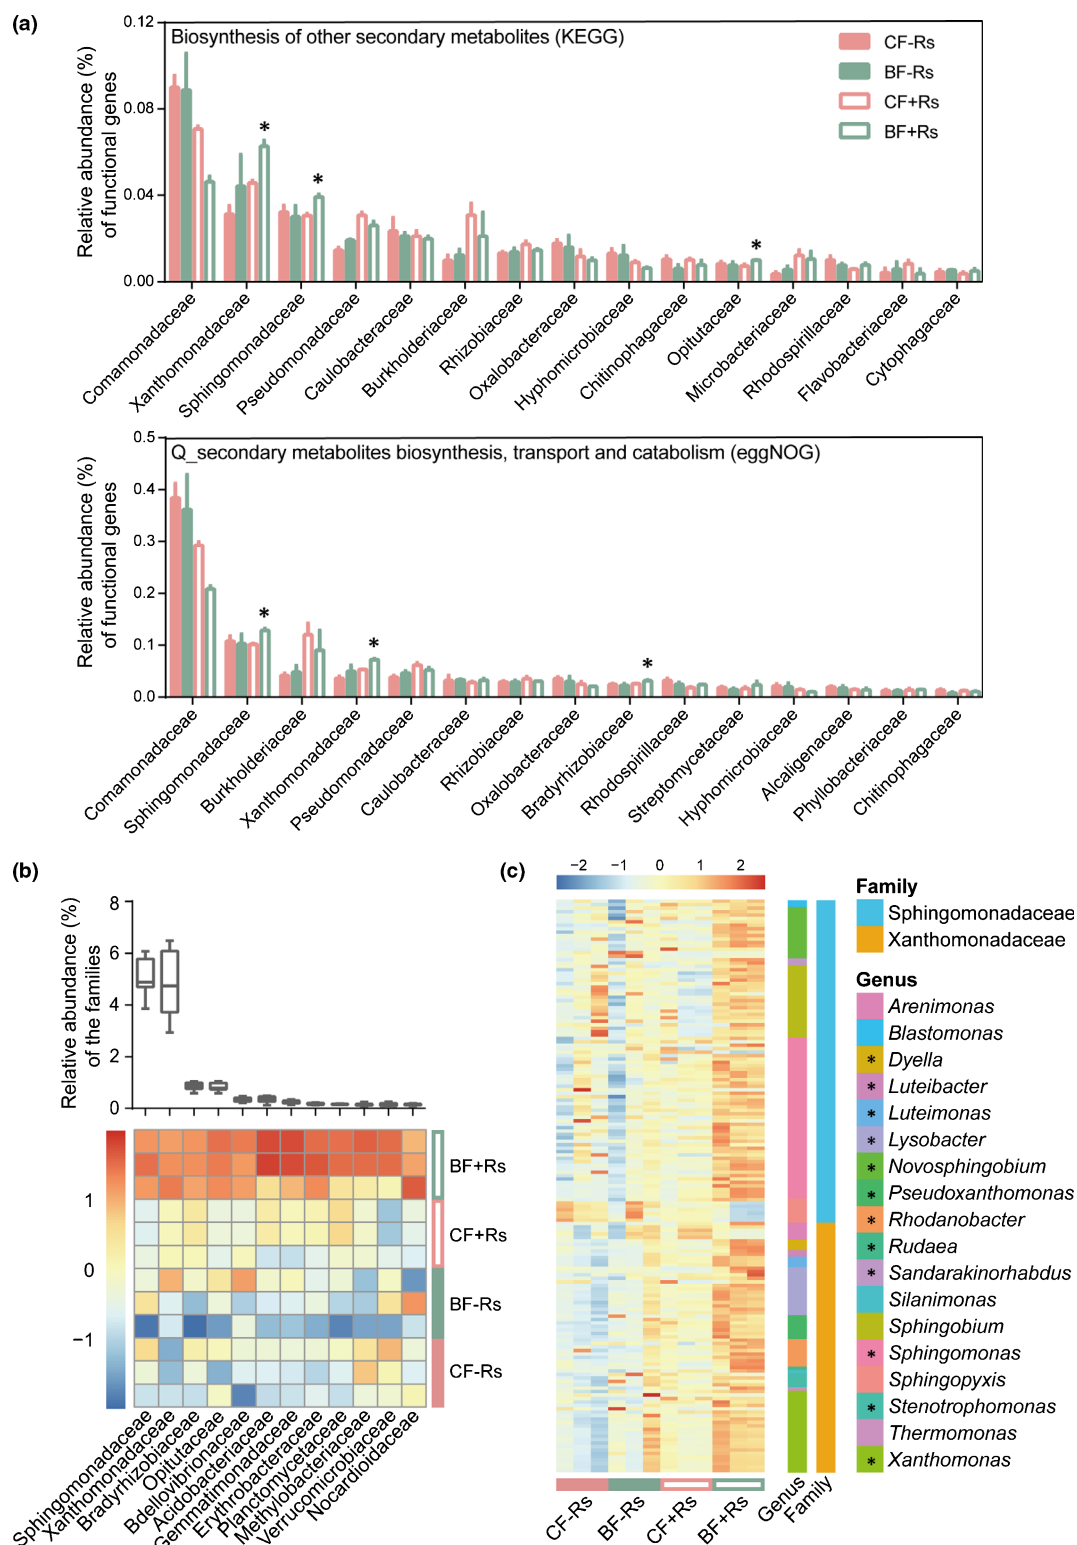 (a)
0.12
0.08
0.04
0.00
Relative abundance (%)
of functional genes
Biosynthesis of other secondary metabolites (KEGG)
CF-Rs
BF-Rs
CF+Rs
BF+Rs
*
*
*
Comamonadaceae
Xanthomonadaceae
Sphingomonadaceae
Pseudomonadaceae
Caulobacteraceae
Burkholderiaceae
Rhizobiaceae
Oxalobacteraceae
Hyphomicrobiaceae
Chitinophagaceae
Opitutaceae
Microbacteriaceae
Rhodospirillaceae
Flavobacteriaceae
Cytophagaceae
0.5
0.4
0.3
0.2
0.1
0.0
Relative abundance (%)
of functional genes
Q_secondary metabolites biosynthesis, transport and catabolism (eggNOG)
*
*
*
Comamonadaceae
Sphingomonadaceae
Burkholderiaceae
Xanthomonadaceae
Pseudomonadaceae
Caulobacteraceae
Rhizobiaceae
Oxalobacteraceae
Bradyrhizobiaceae
Rhodospirillaceae
Streptomycetaceae
Hyphomicrobiaceae
Alcaligenaceae
Phyllobacteriaceae
Chitinophagaceae
(b)
8
6
4
2
0
Relative abundance (%)
of the families
1
0
−1
BF+Rs
CF+Rs
BF-Rs
CF-Rs
Sphingomonadaceae
Xanthomonadaceae
Bradyrhizobiaceae
Opitutaceae
Bdellovibrionaceae
Acidobacteriaceae
Gemmatimonadaceae
Erythrobacteraceae
Planctomycetaceae
Methylobacteriaceae
Verrucomicrobiaceae
Nocardioidaceae
(c)
−2 −1 0 1 2
CF-Rs
BF-Rs
CF+Rs
BF+Rs
Genus
Family
Family
Sphingomonadaceae
Xanthomonadaceae
Genus
Arenimonas
Blastomonas
* Dyella
* Luteibacter
* Luteimonas
* Lysobacter
* Novosphingobium
* Pseudoxanthomonas
* Rhodanobacter
* Rudaea
* Sandarakinorhabdus
Silanimonas
Sphingobium
* Sphingomonas
Sphingopyxis
* Stenotrophomonas
Thermomonas
* Xanthomonas